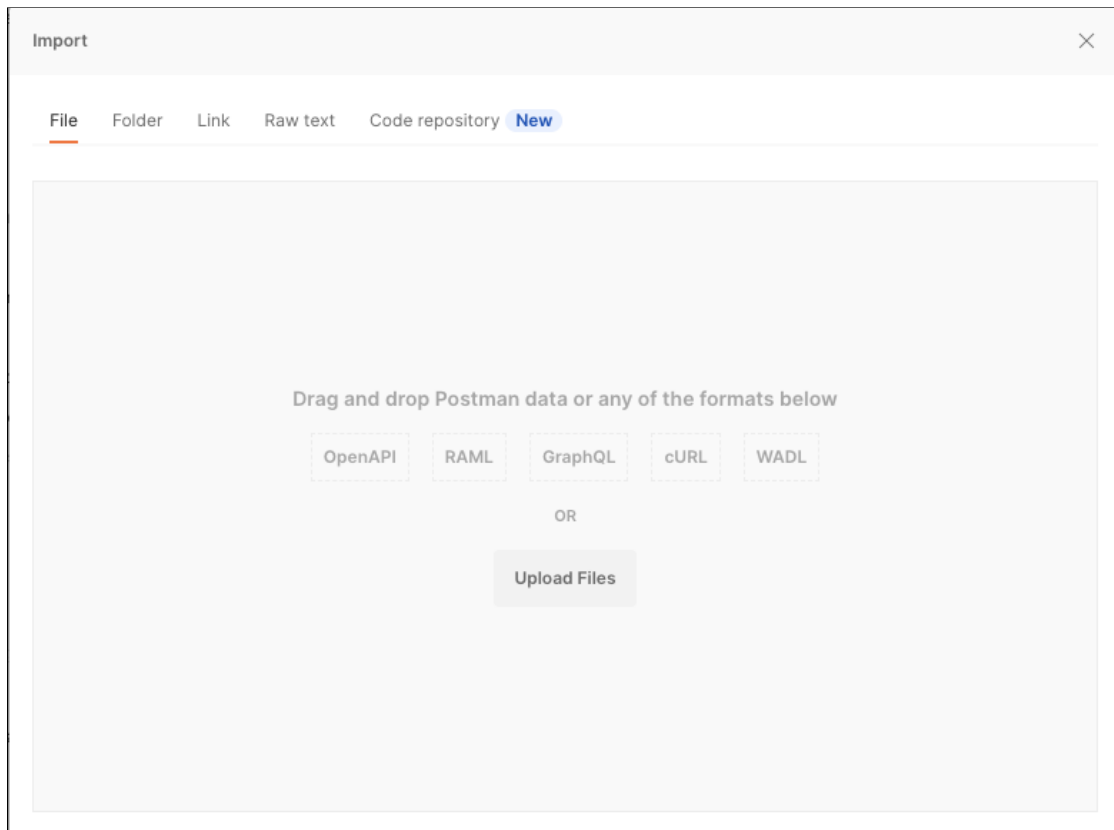 Import
File Folder Link Raw text Code repository New
Drag and drop Postman data or any of the formats below
OpenAPI RAML GraphQL cURL WADL
OR
Upload Files